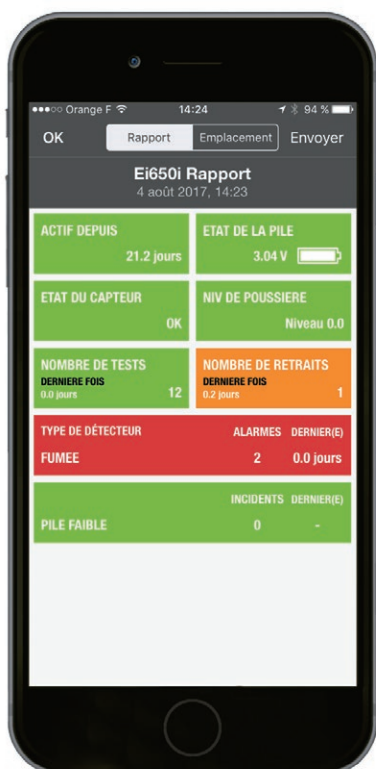 Orange F 14:24 94 %
OK Rapport Emplacement Envoyer
Ei650i Rapport
4 août 2017, 14:23
ACTIF DEPUIS
21.2 jours
ETAT DE LA PILE
3.04 V
ETAT DU CAPTEUR
OK
NIV DE POUSSIERE
Niveau 0.0
NOMBRE DE TESTS
DERNIERE FOIS
0.0 jours 12
NOMBRE DE RETRAITS
DERNIERE FOIS
0.2 jours 1
TYPE DE DÉTECTEUR ALARMES DERNIER(E)
FUMEE 2 0.0 jours
INCIDENTS DERNIER(E)
PILE FAIBLE 0 -